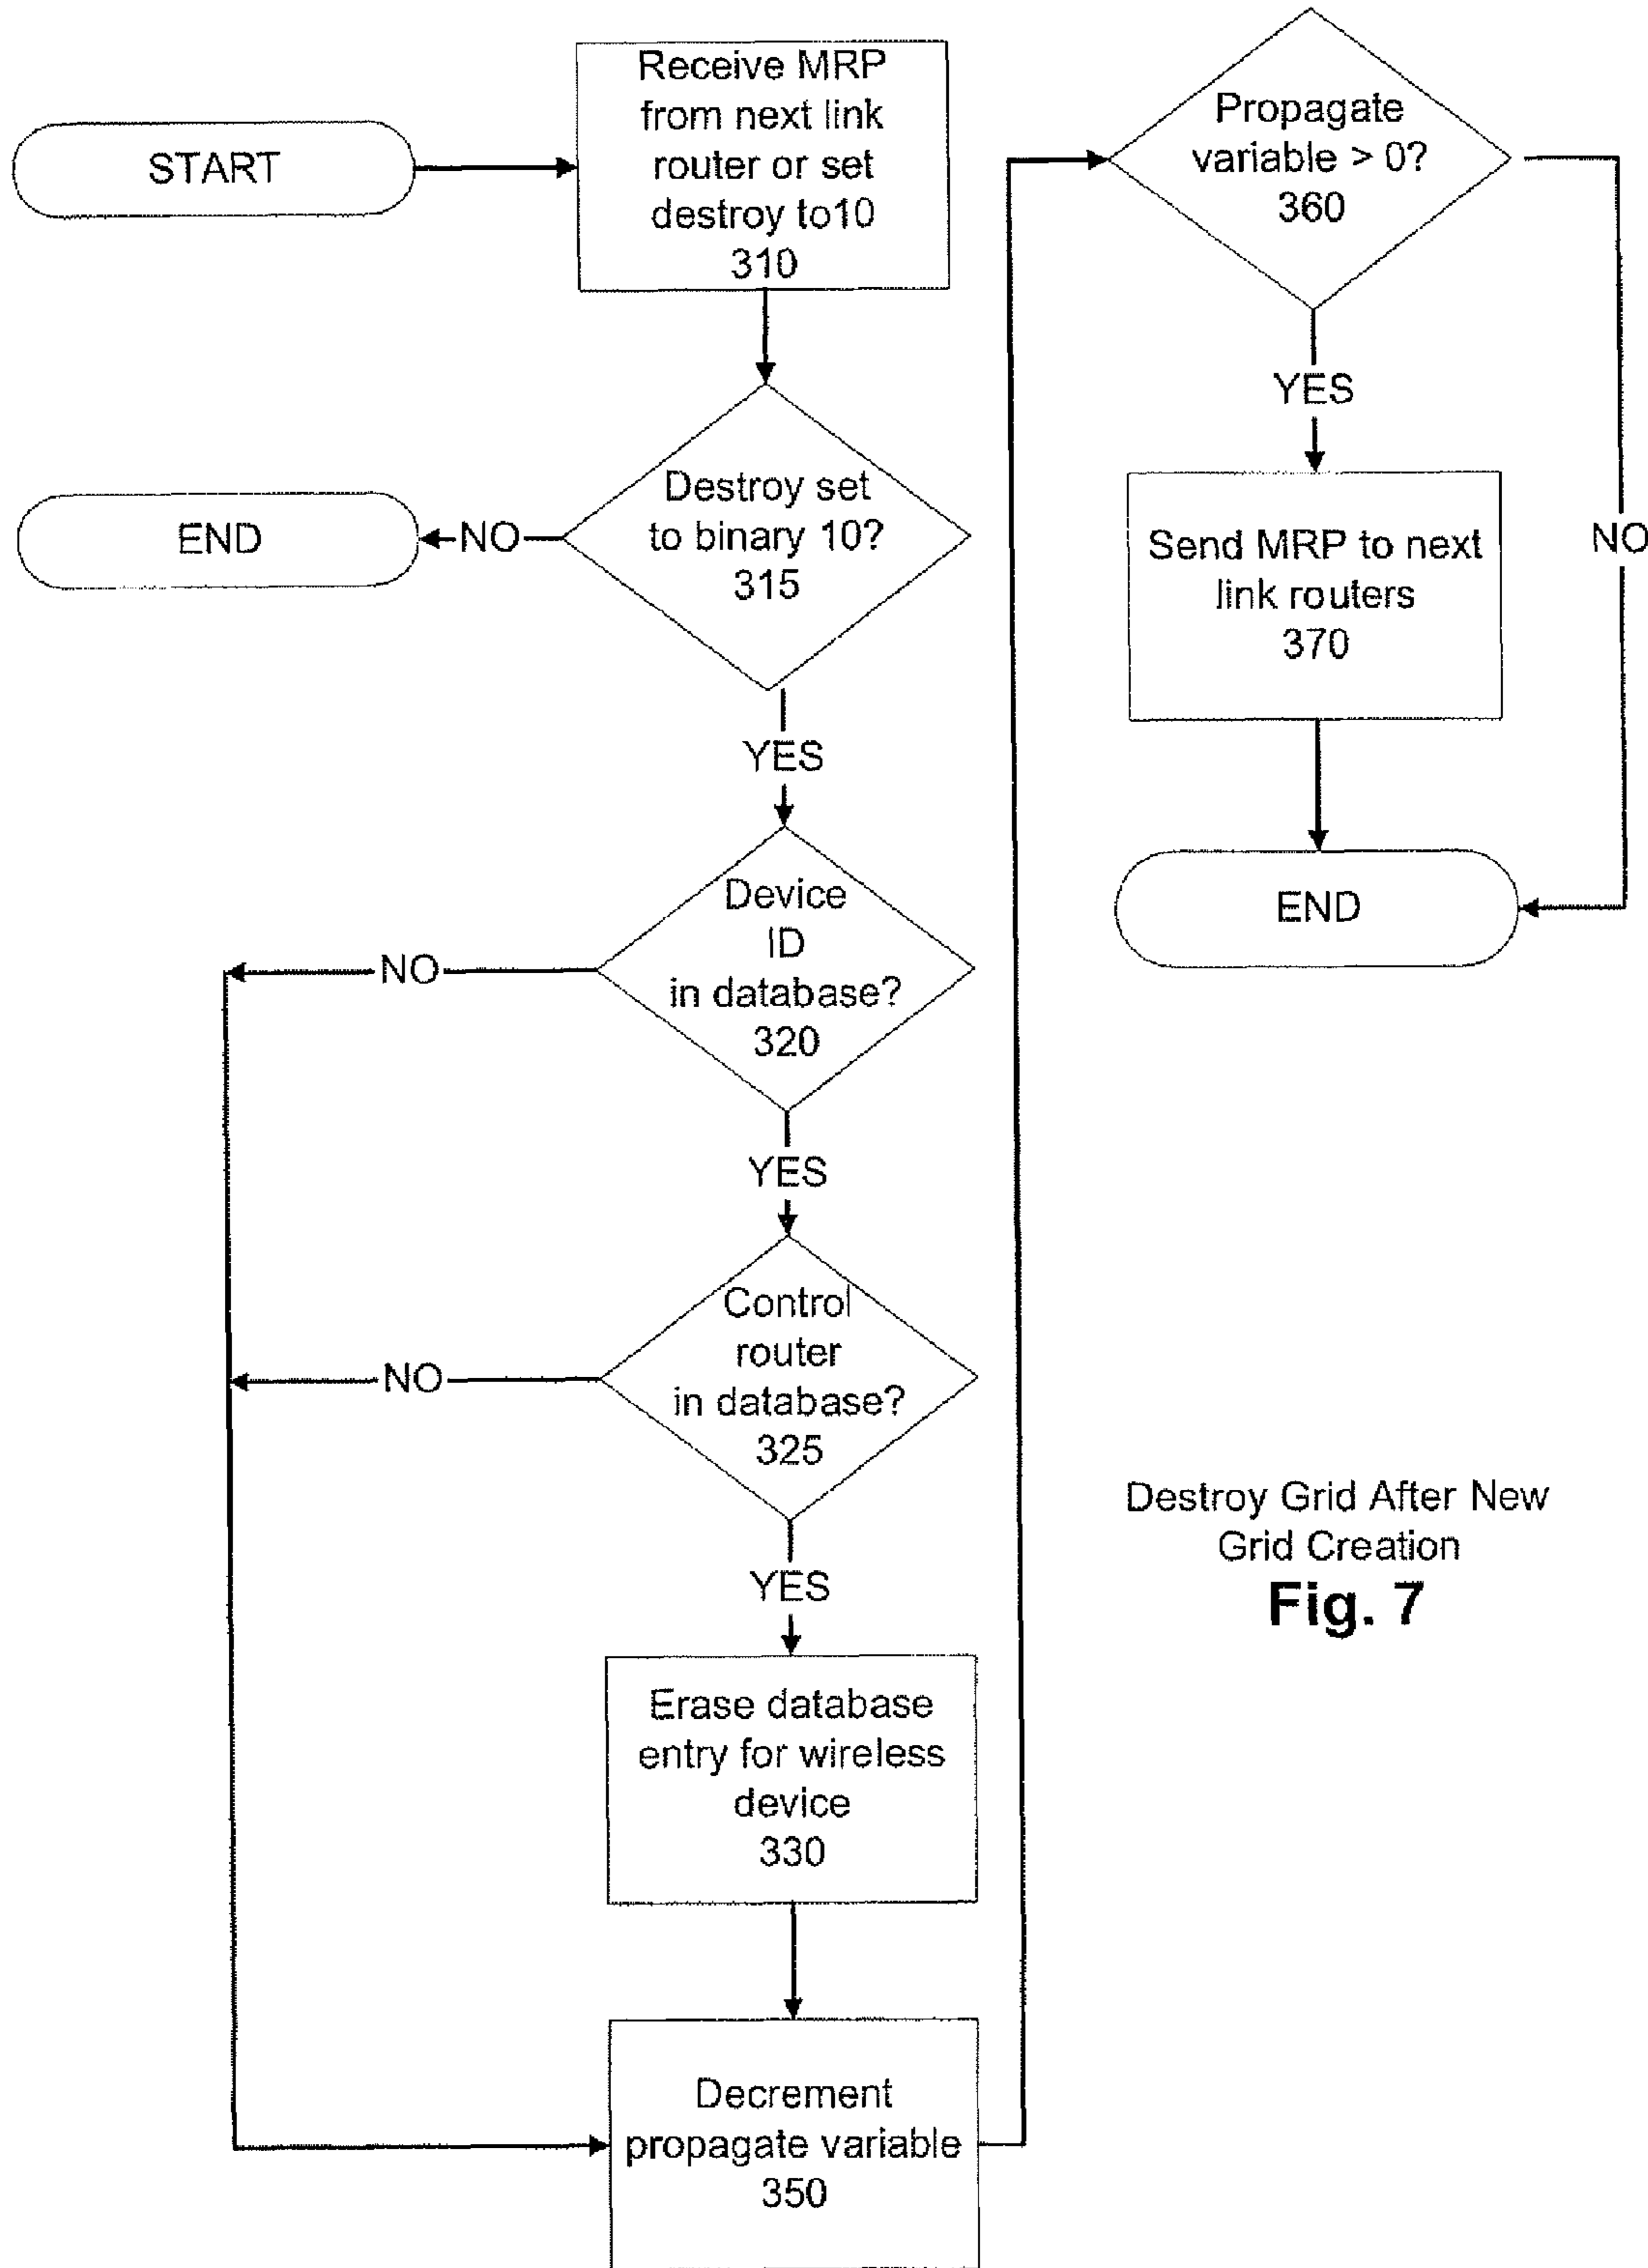 START
Receive MRP
from next link
router or set
destroy to10
310
Destroy set
to binary 10?
315
NO
END
YES
Device
ID
in database?
320
NO
YES
Control
router
in database?
325
NO
YES
Erase database
entry for wireless
device
330
Decrement
propagate variable
350
Propagate
variable > 0?
360
YES
NO
Send MRP to next
link routers
370
END
Destroy Grid After New
Grid Creation
Fig. 7